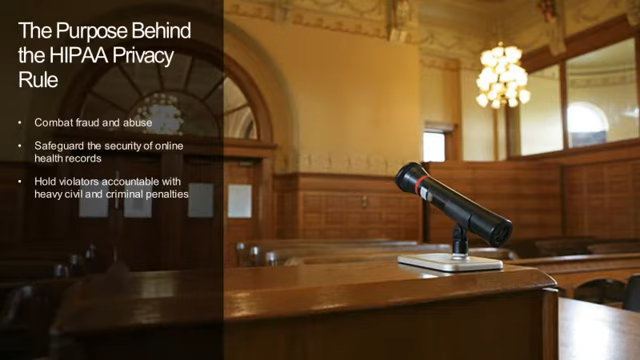 The Purpose Behind
the HIPAA Privacy
Rule
• Combat fraud and abuse
• Safeguard the security of online
health records
• Hold violators accountable with
heavy civil and criminal penalties